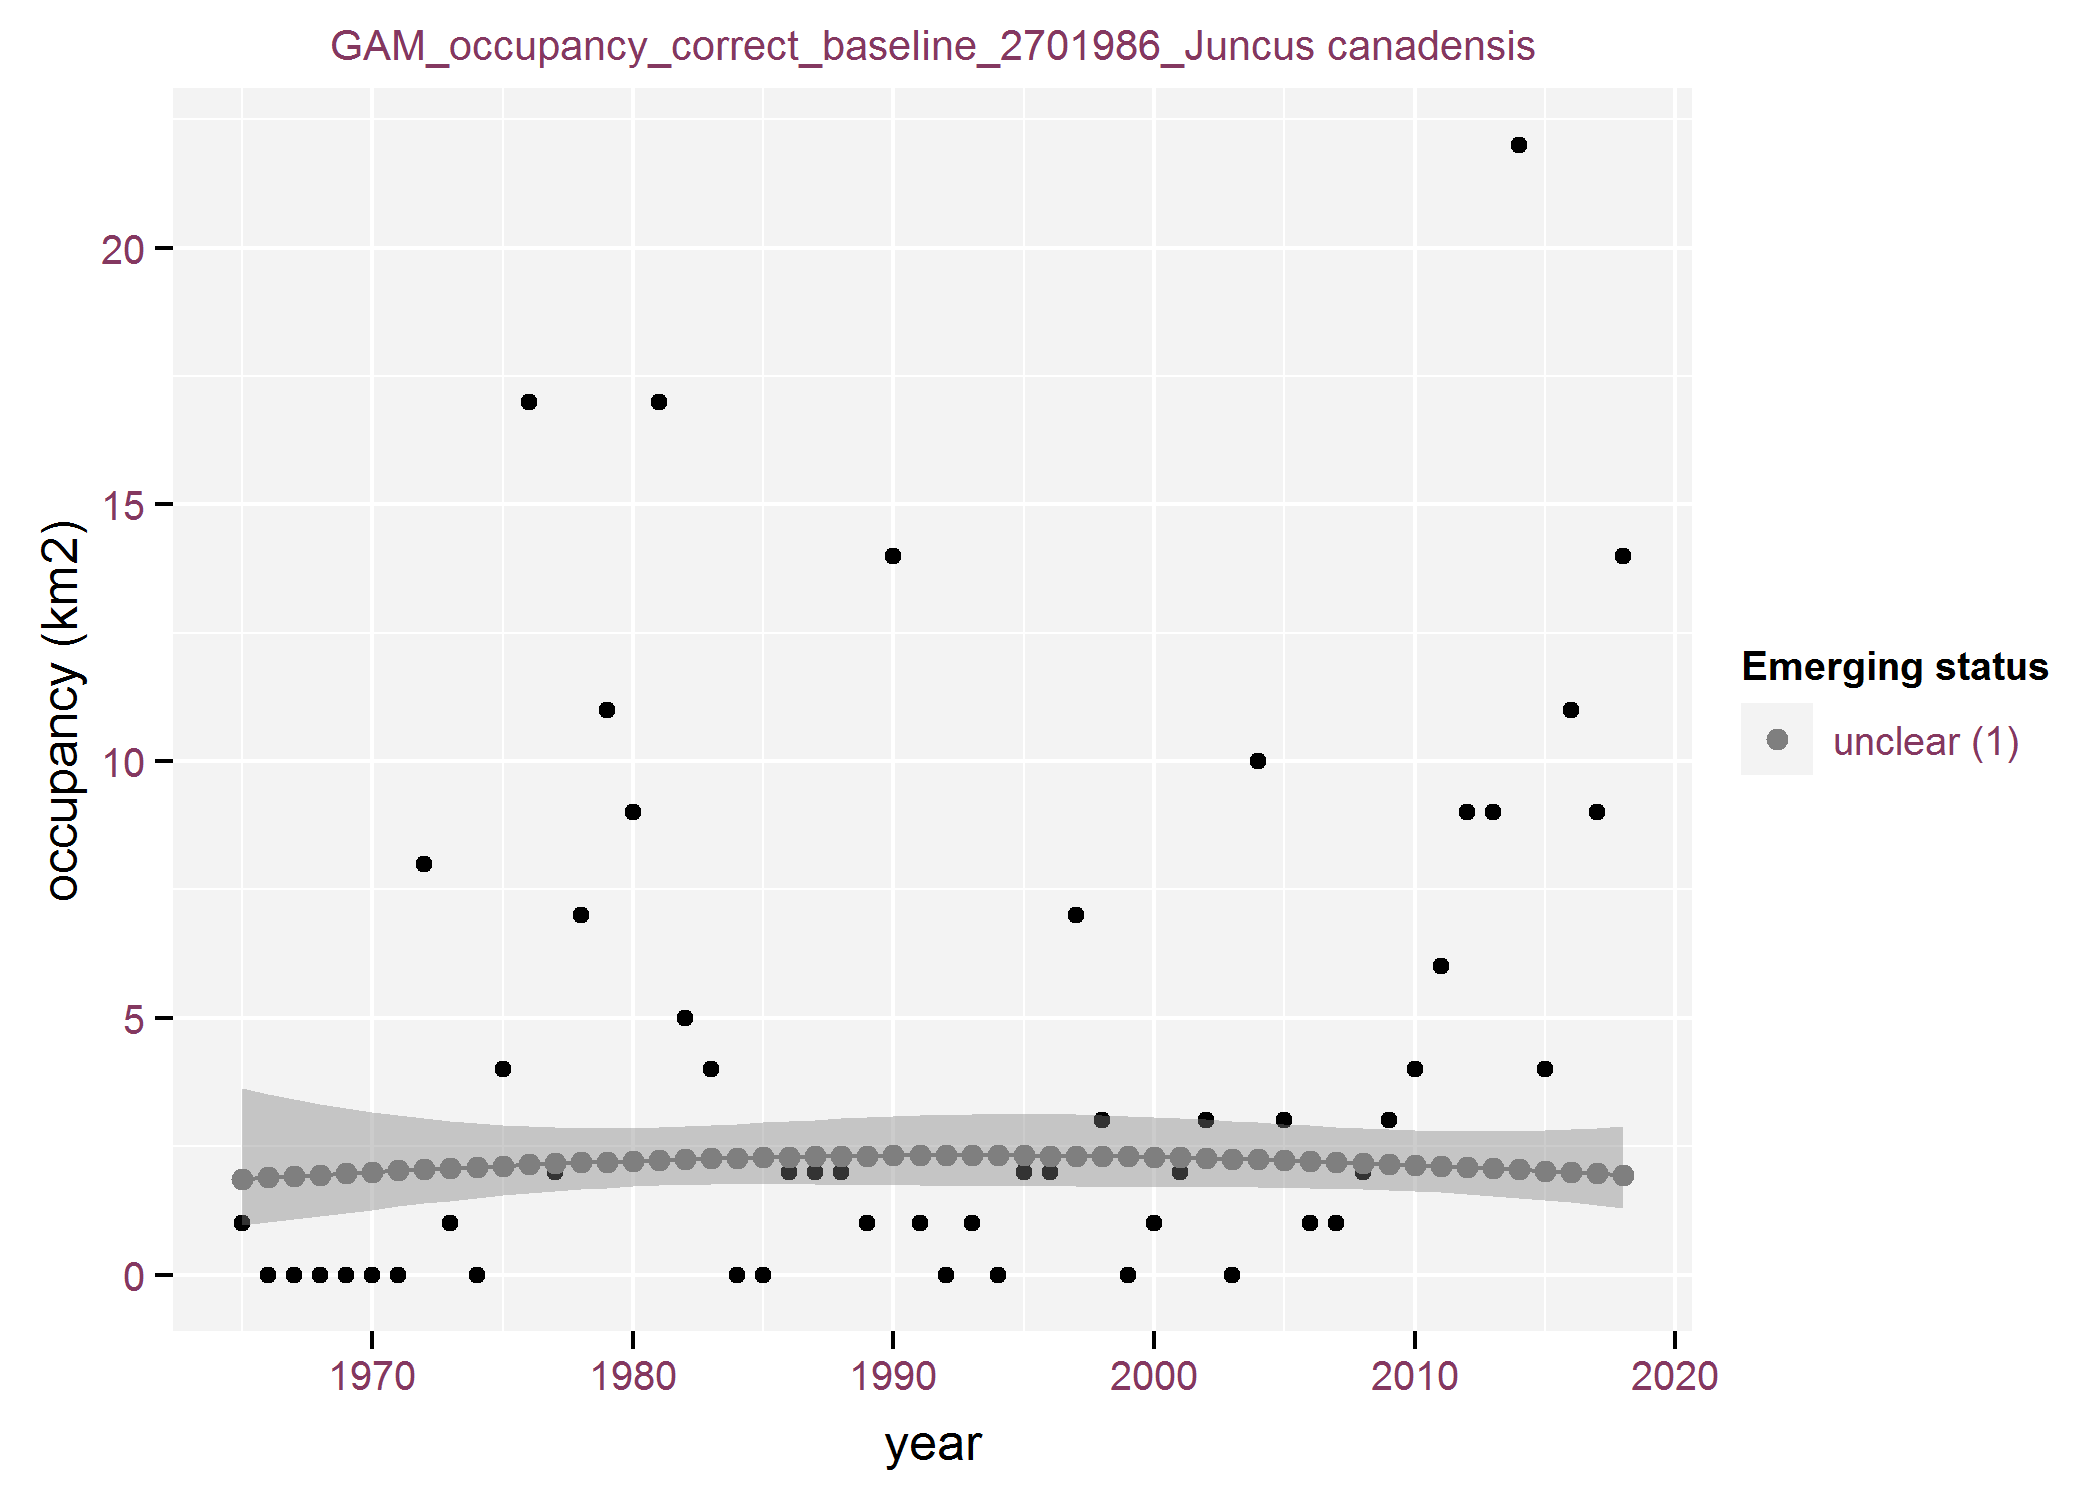 GAM_occupancy_correct_baseline_2701986_Juncus canadensis
20
15
10
5
0
occupancy (km2)
1970
1980
1990
2000
2010
2020
year
Emerging status
unclear (1)